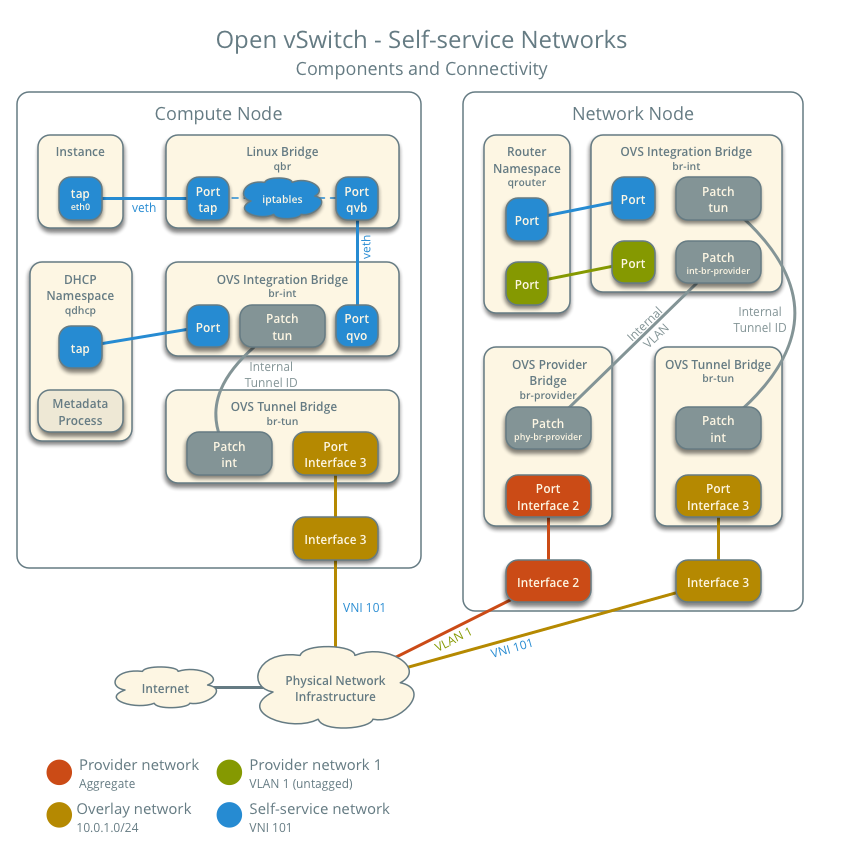 Open vSwitch - Self-service Networks
Components and Connectivity
Compute Node
Instance
tap
eth0
veth
Linux Bridge
qbr
Port
tap
iptables
Port
qvb
veth
DHCP
Namespace
qdhcp
tap
Metadata
Process
OVS Integration Bridge
br-int
Port
Patch
tun
Port
qvo
Internal
Tunnel ID
OVS Tunnel Bridge
br-tun
Patch
int
Port
Interface 3
Interface 3
VNI 101
Network Node
Router
Namespace
qrouter
Port
Port
OVS Integration Bridge
br-int
Port
Patch
tun
Port
Patch
int-br-provider
Internal
VLAN
Internal
Tunnel ID
OVS Provider
Bridge
br-provider
Patch
phy-br-provider
Port
Interface 2
Interface 2
OVS Tunnel Bridge
br-tun
Patch
int
Port
Interface 3
Interface 3
VLAN 1
VNI 101
Internet
Physical Network
Infrastructure
Provider network
Aggregate
Provider network 1
VLAN 1 (untagged)
Overlay network
10.0.1.0/24
Self-service network
VNI 101